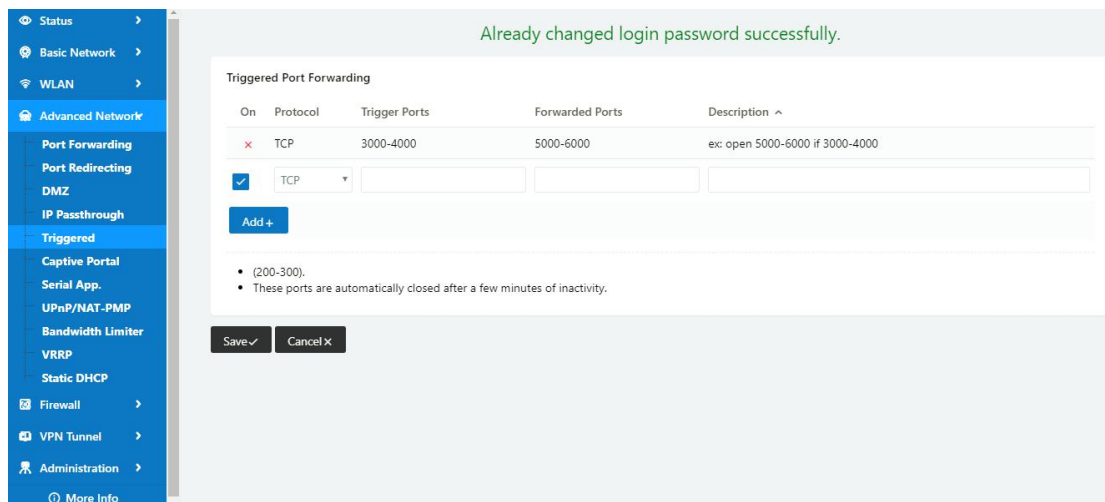 Status
Basic Network
WLAN
Advanced Network
Port Forwarding
Port Redirecting
DMZ
IP Passthrough
Triggered
Captive Portal
Serial App.
UPnP/NAT-PMP
Bandwidth Limiter
VRRP
Static DHCP
Firewall
VPN Tunnel
Administration
More Info
Already changed login password successfully.
Triggered Port Forwarding
On Protocol Trigger Ports Forwarded Ports Description
TCP 3000-4000 5000-6000 ex: open 5000-6000 if 3000-4000
TCP
Add +
(200-300).
These ports are automatically closed after a few minutes of inactivity.
Save Cancel